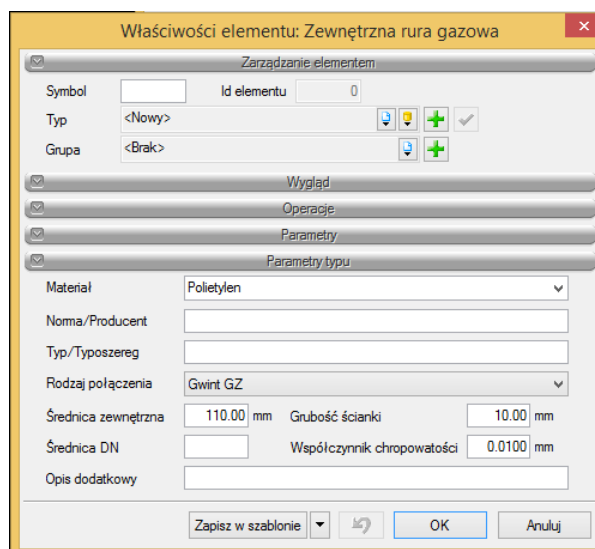 Właściwości elementu: Zewnętrzna rura gazowa
Zarządzanie elementem
Symbol Id elementu 0
Typ <Nowy>
Grupa <Brak>
Wygląd
Operacje
Parametry
Parametry typu
Materiał Polietylen
Norma/Producent
Typ/Typoszereg
Rodzaj połączenia Gwint GZ
Średnica zewnętrzna 110.00 mm Grubość ścianki 10.00 mm
Średnica DN Współczynnik chropowatości 0.0100 mm
Opis dodatkowy
Zapisz w szablonie OK Anuluj